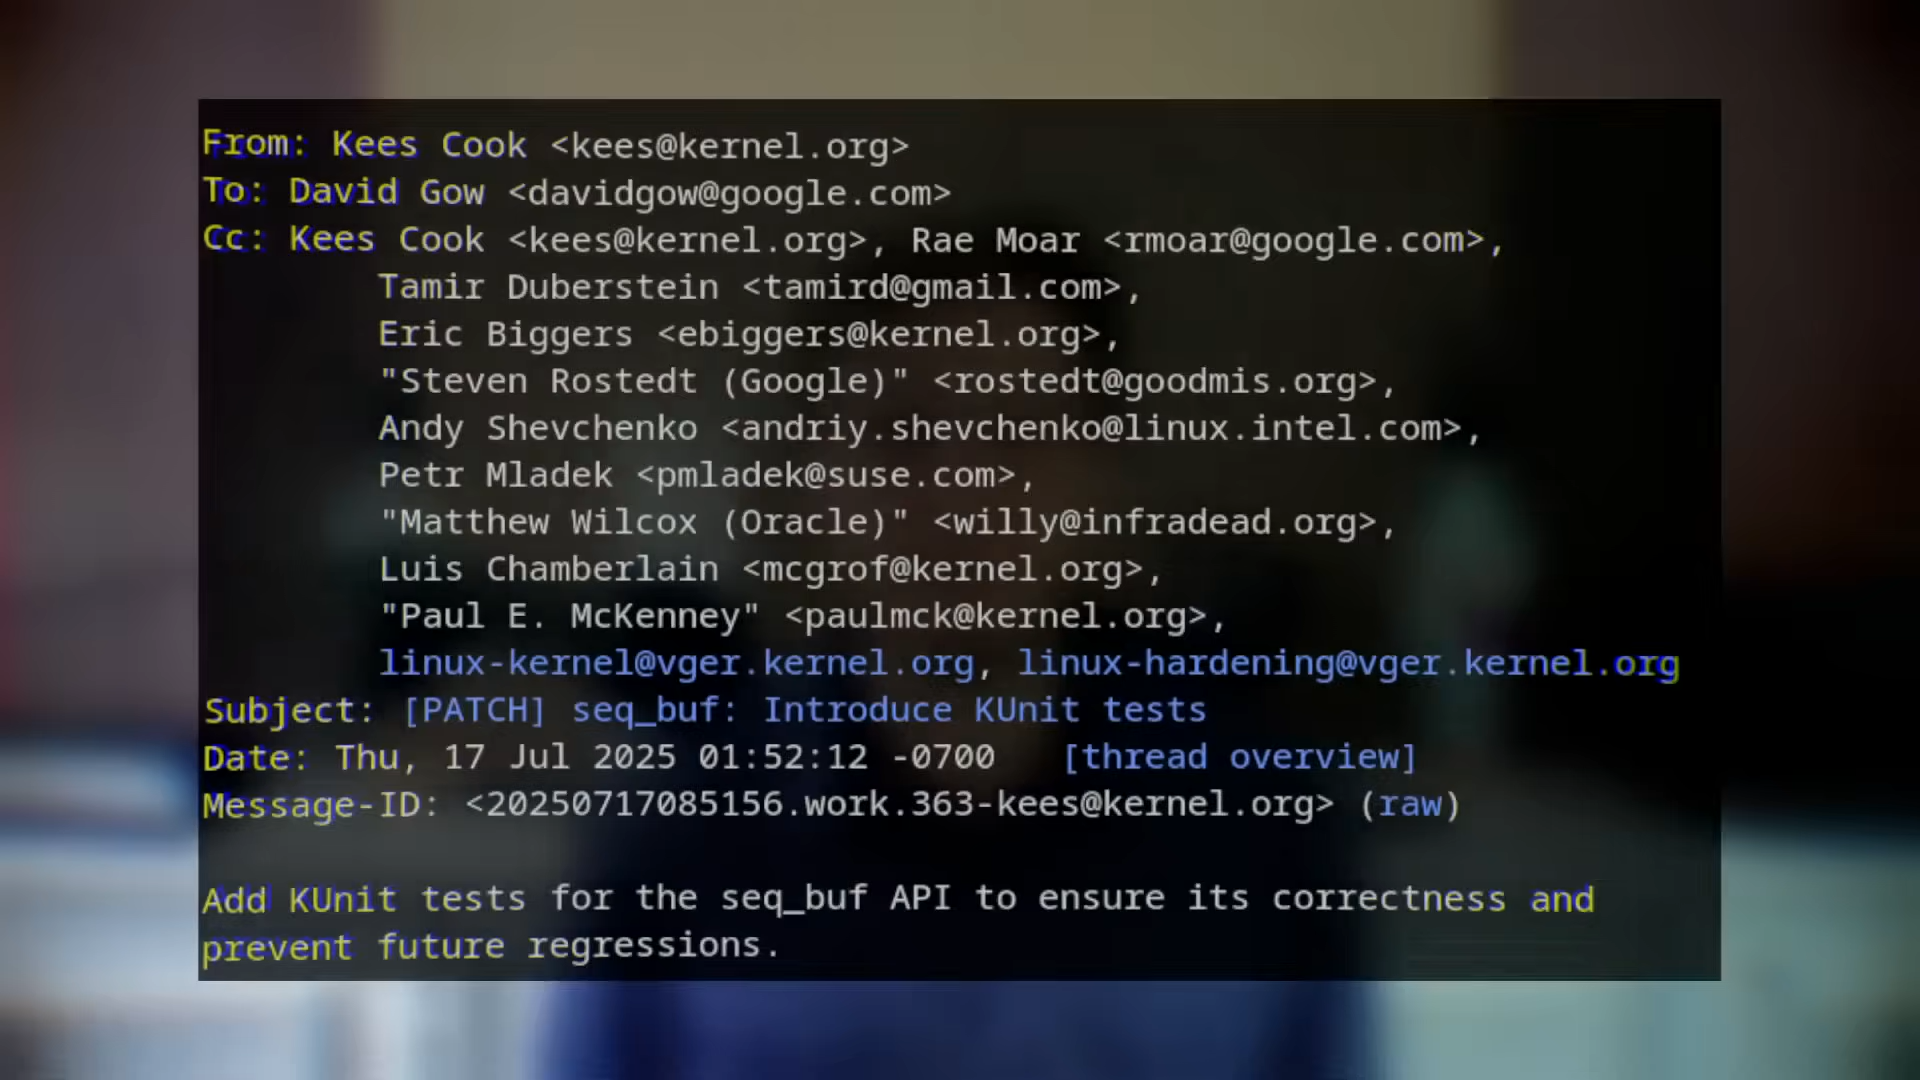 From: Kees Cook <kees@kernel.org>
To: David Gow <davidgow@google.com>
Cc: Kees Cook <kees@kernel.org>, Rae Moar <rmoar@google.com>,
Tamir Duberstein <tamird@gmail.com>,
Eric Biggers <ebiggers@kernel.org>,
"Steven Rostedt (Google)" <rostedt@goodmis.org>,
Andy Shevchenko <andriy.shevchenko@linux.intel.com>,
Petr Mladek <pmladek@suse.com>,
"Matthew Wilcox (Oracle)" <willy@infradead.org>,
Luis Chamberlain <mcgrof@kernel.org>,
"Paul E. McKenney" <paulmck@kernel.org>,
linux-kernel@vger.kernel.org, linux-hardening@vger.kernel.org
Subject: [PATCH] seq_buf: Introduce KUnit tests
Date: Thu, 17 Jul 2025 01:52:12 -0700 [thread overview]
Message-ID: <20250717085156.work.363-kees@kernel.org> (raw)
Add KUnit tests for the seq_buf API to ensure its correctness and
prevent future regressions.